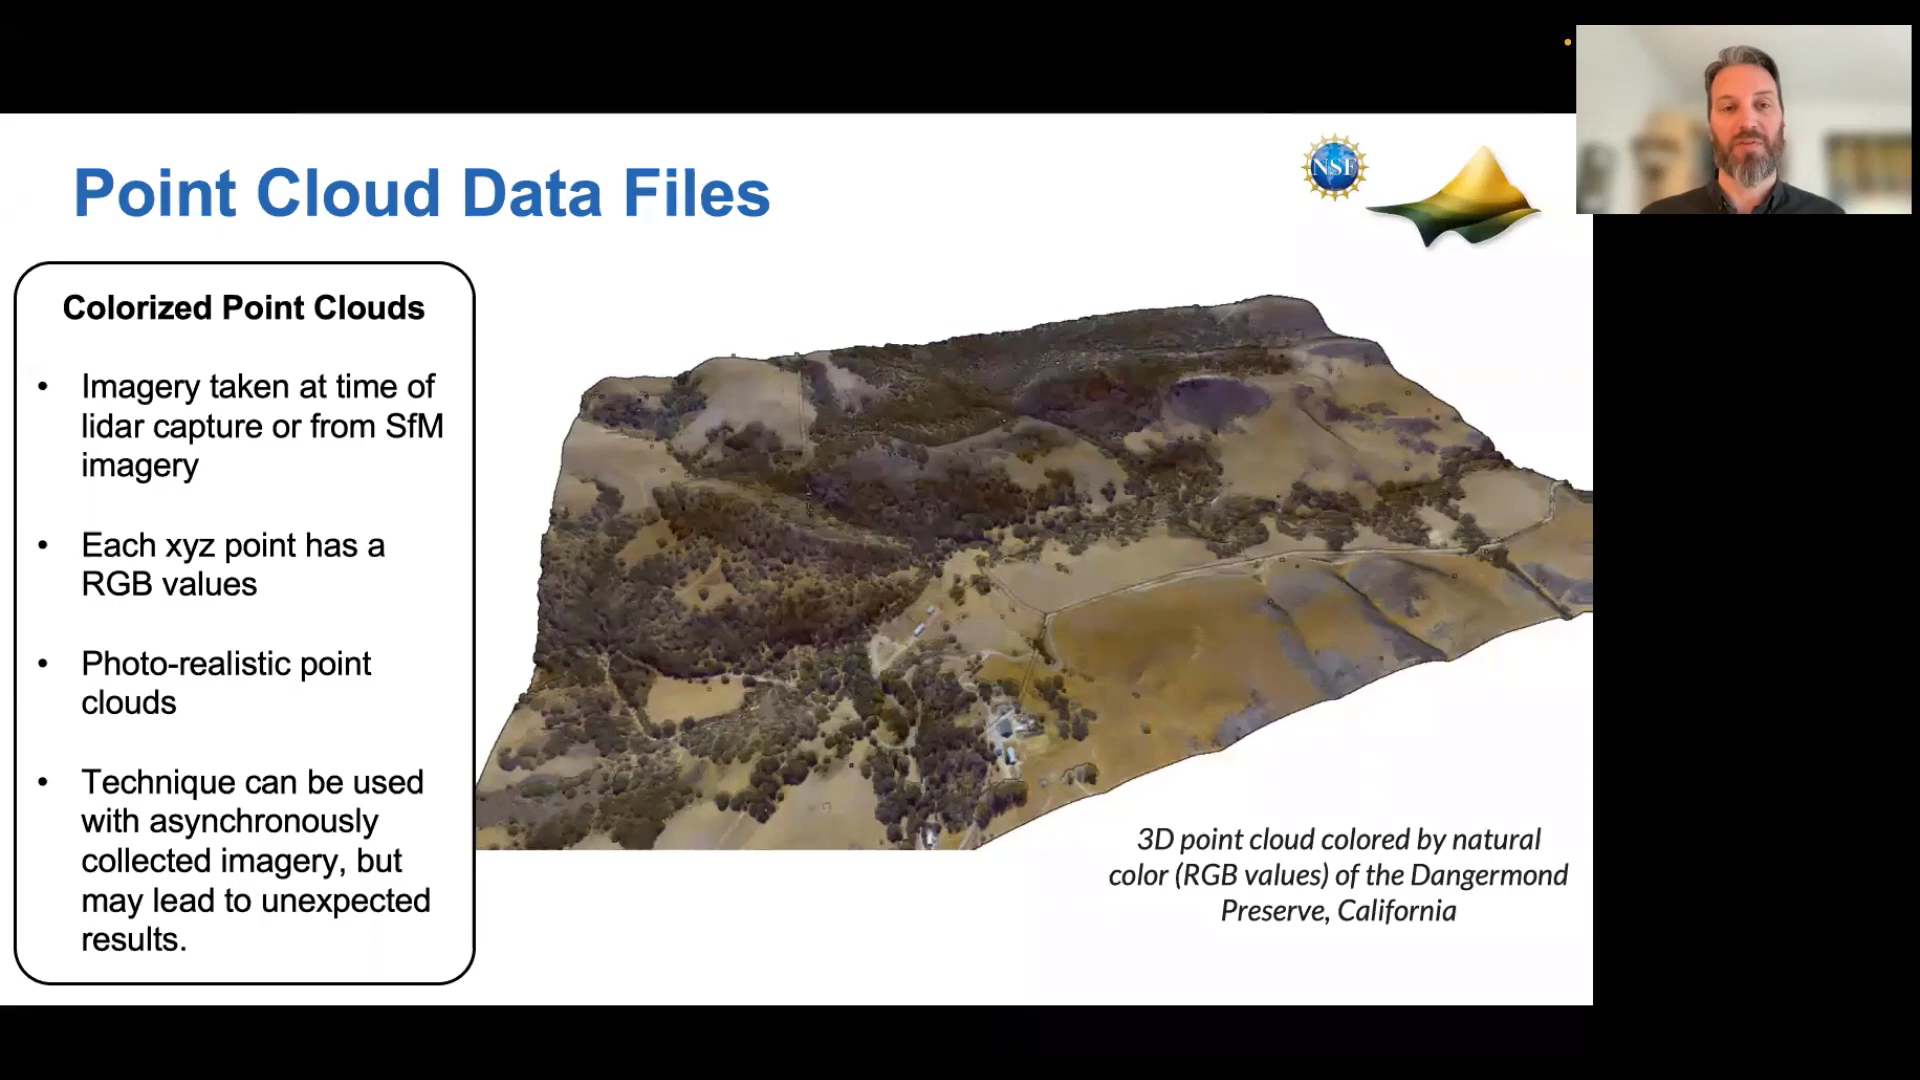 Point Cloud Data Files
NSF
Colorized Point Clouds
• Imagery taken at time of
lidar capture or from SfM
imagery
• Each xyz point has a
RGB values
• Photo-realistic point
clouds
• Technique can be used
with asynchronously
collected imagery, but
may lead to unexpected
results.
3D point cloud colored by natural
color (RGB values) of the Dangermond
Preserve, California